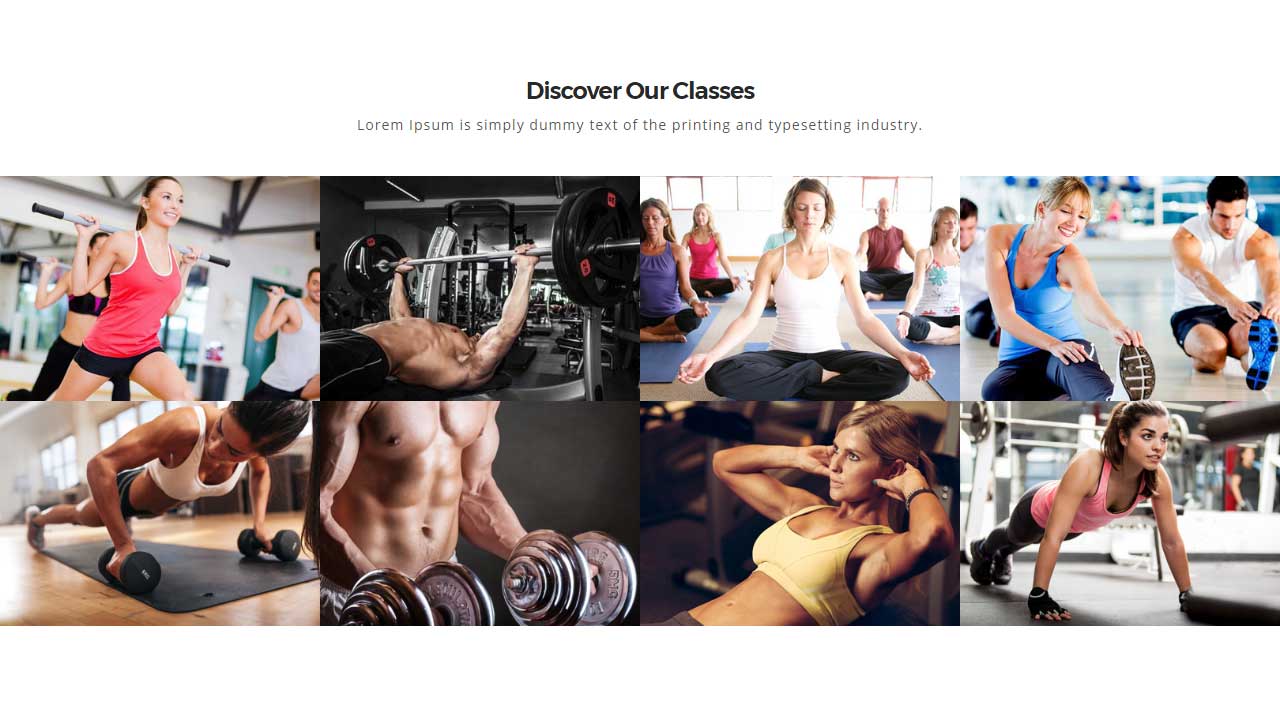 Discover Our Classes
Lorem Ipsum is simply dummy text of the printing and typesetting industry.